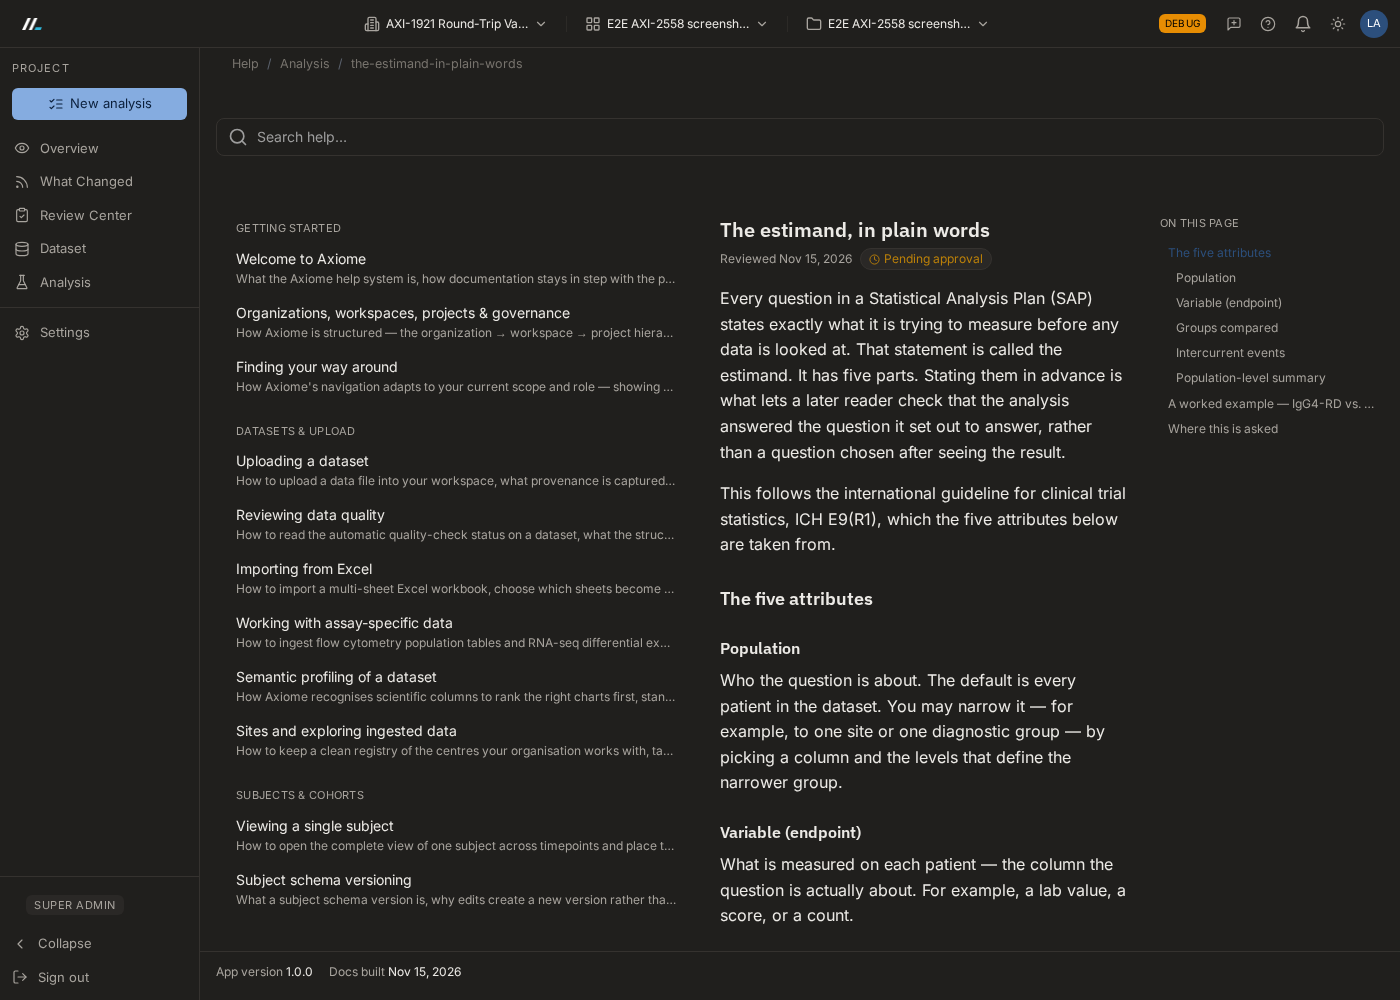 AXI-1921 Round-Trip Va...
E2E AXI-2558 screensh...
E2E AXI-2558 screensh...
DEBUG
LA
PROJECT
New analysis
Overview
What Changed
Review Center
Dataset
Analysis
Settings
SUPER ADMIN
Collapse
Sign out
Help / Analysis / the-estimand-in-plain-words
Search help...
GETTING STARTED
Welcome to Axiome
What the Axiome help system is, how documentation stays in step with the p...
Organizations, workspaces, projects & governance
How Axiome is structured — the organization → workspace → project hiera...
Finding your way around
How Axiome's navigation adapts to your current scope and role — showing ...
DATASETS & UPLOAD
Uploading a dataset
How to upload a data file into your workspace, what provenance is captured...
Reviewing data quality
How to read the automatic quality-check status on a dataset, what the struc...
Importing from Excel
How to import a multi-sheet Excel workbook, choose which sheets become ...
Working with assay-specific data
How to ingest flow cytometry population tables and RNA-seq differential ex...
Semantic profiling of a dataset
How Axiome recognises scientific columns to rank the right charts first, stan...
Sites and exploring ingested data
How to keep a clean registry of the centres your organisation works with, ta...
SUBJECTS & COHORTS
Viewing a single subject
How to open the complete view of one subject across timepoints and place t...
Subject schema versioning
What a subject schema version is, why edits create a new version rather tha...
The estimand, in plain words
Reviewed Nov 15, 2026
Pending approval
Every question in a Statistical Analysis Plan (SAP)
states exactly what it is trying to measure before any
data is looked at. That statement is called the
estimand. It has five parts. Stating them in advance is
what lets a later reader check that the analysis
answered the question it set out to answer, rather
than a question chosen after seeing the result.
This follows the international guideline for clinical trial
statistics, ICH E9(R1), which the five attributes below
are taken from.
The five attributes
Population
Who the question is about. The default is every
patient in the dataset. You may narrow it — for
example, to one site or one diagnostic group — by
picking a column and the levels that define the
narrower group.
Variable (endpoint)
What is measured on each patient — the column the
question is actually about. For example, a lab value, a
score, or a count.
ON THIS PAGE
The five attributes
Population
Variable (endpoint)
Groups compared
Intercurrent events
Population-level summary
A worked example — IgG4-RD vs. ...
Where this is asked
App version 1.0.0
Docs built Nov 15, 2026